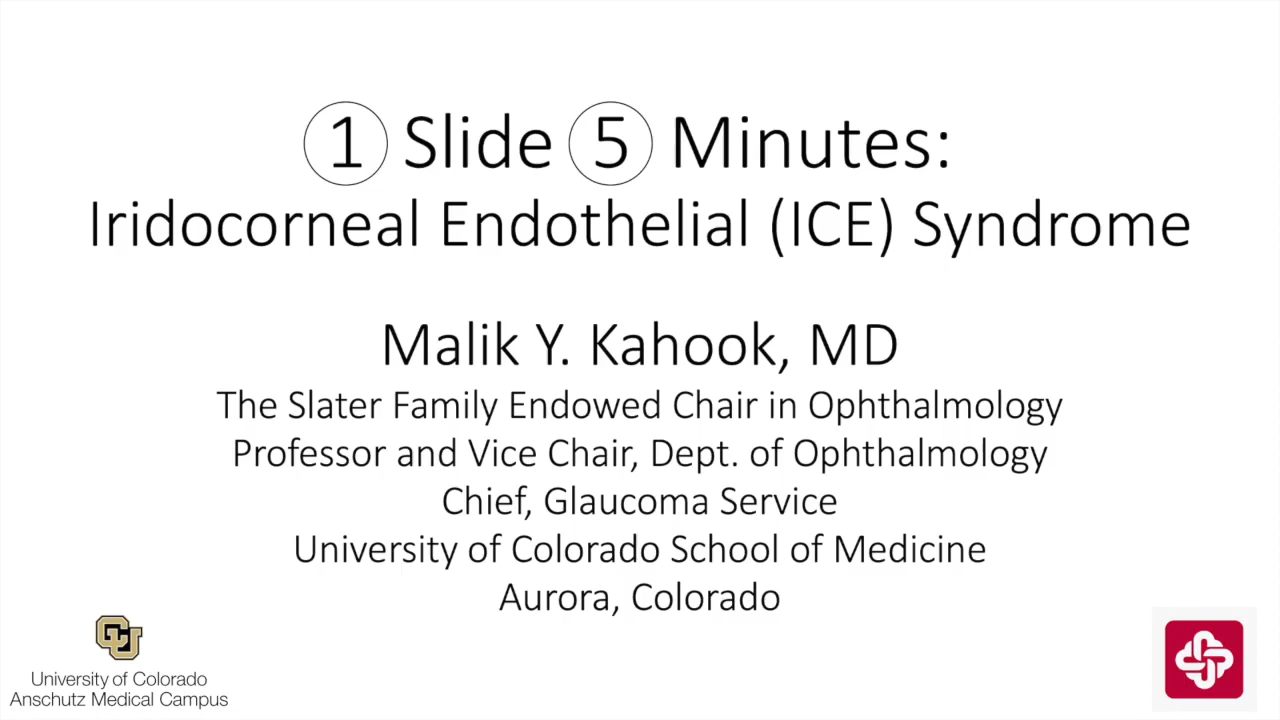 1 Slide 5 Minutes:
Iridocorneal Endothelial (ICE) Syndrome
Malik Y. Kahook, MD
The Slater Family Endowed Chair in Ophthalmology
Professor and Vice Chair, Dept. of Ophthalmology
Chief, Glaucoma Service
University of Colorado School of Medicine
Aurora, Colorado
CU
University of Colorado
Anschutz Medical Campus